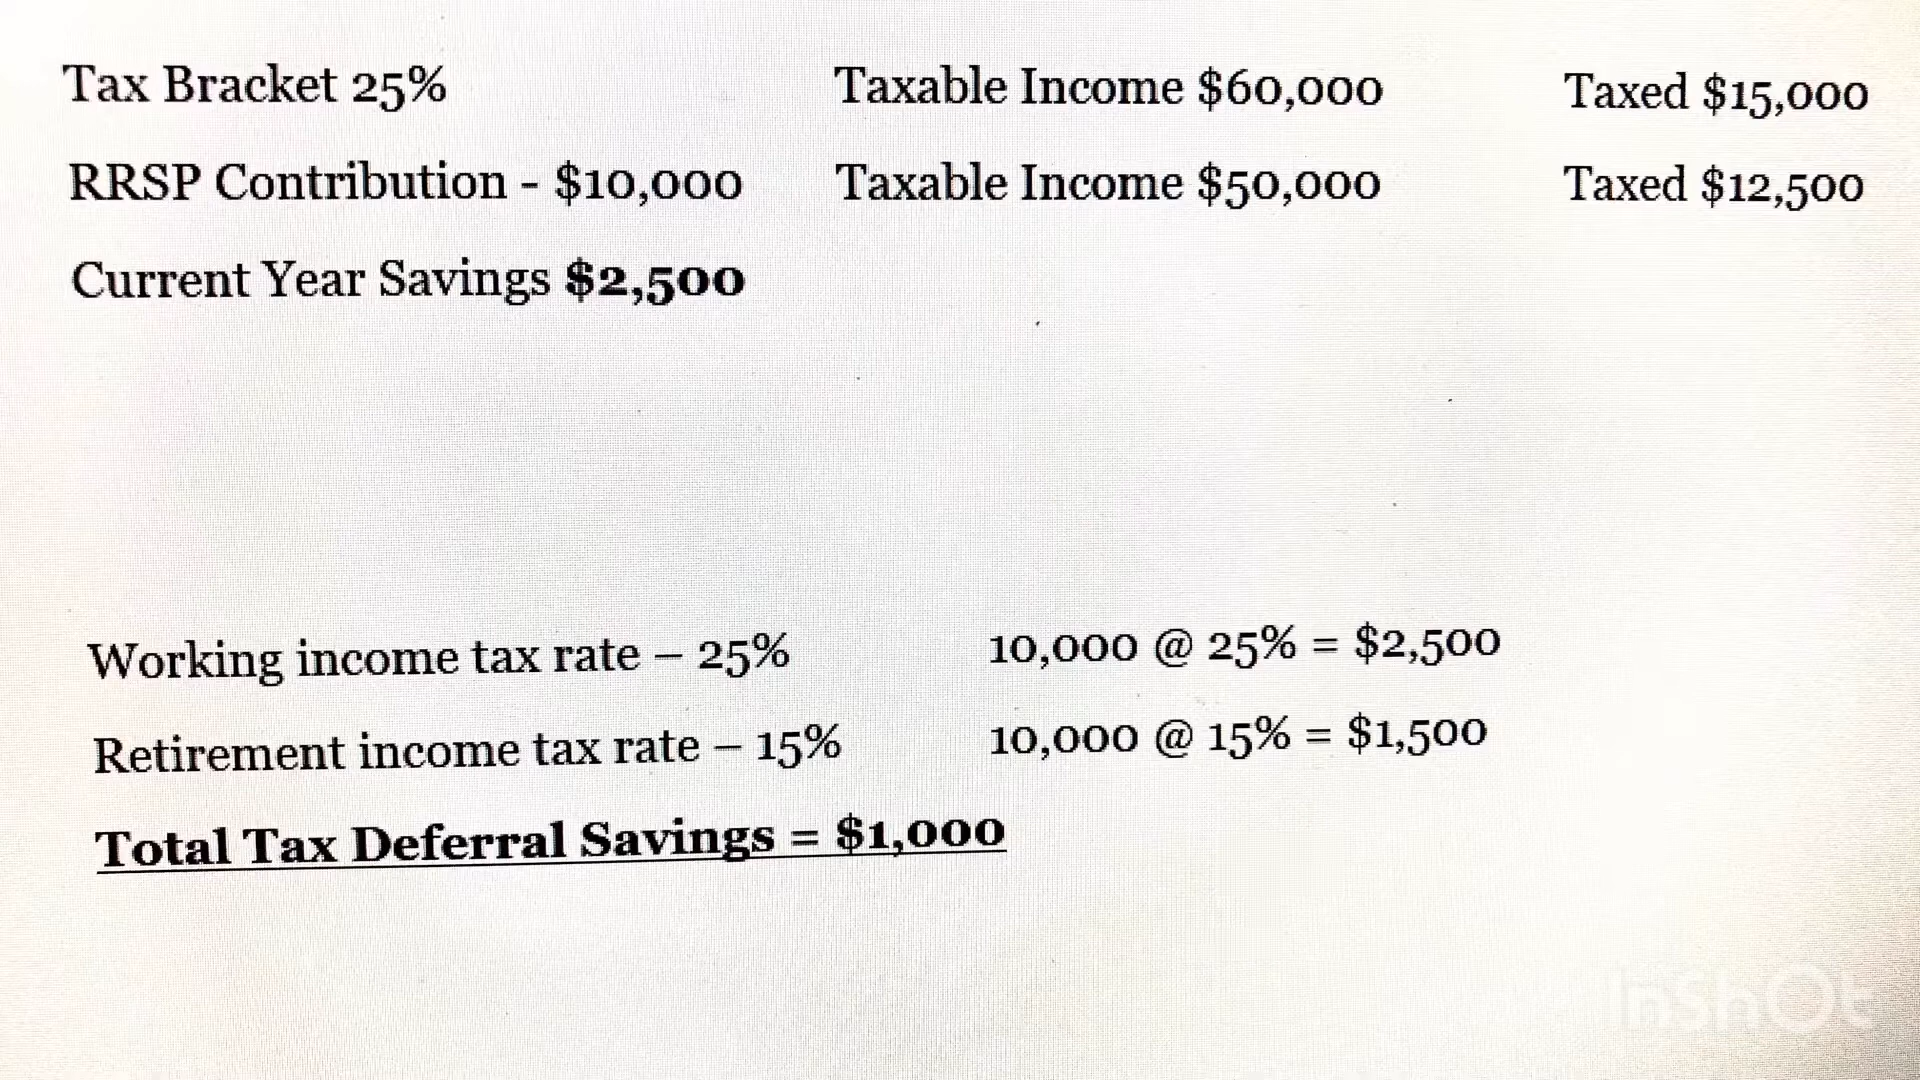 Tax Bracket 25% Taxable Income $60,000 Taxed $15,000
RRSP Contribution - $10,000 Taxable Income $50,000 Taxed $12,500
Current Year Savings $2,500
Working income tax rate – 25% 10,000 @ 25% = $2,500
Retirement income tax rate – 15% 10,000 @ 15% = $1,500
Total Tax Deferral Savings = $1,000
InShOt